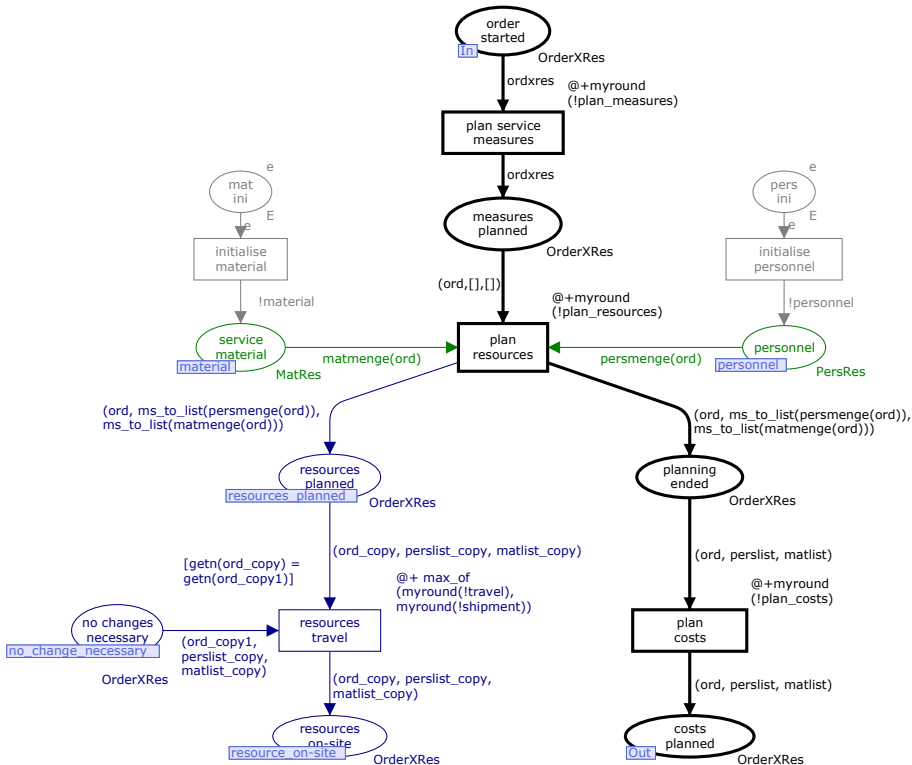 order
started
In
OrderXRes
ordxres
@+myround
(!plan_measures)
plan service
measures
ordxres
e
mat
ini
E
e
initialise
material
!material
measures
planned
OrderXRes
e
pers
ini
E
e
initialise
personnel
!personnel
(ord,[],[])
@+myround
(!plan_resources)
service
material
material
MatRes
matmenge(ord)
plan
resources
persmenge(ord)
personnel
personnel
PersRes
(ord, ms_to_list(persmenge(ord)),
ms_to_list(matmenge(ord)))
(ord, ms_to_list(persmenge(ord)),
ms_to_list(matmenge(ord)))
resources
planned
resources_planned
OrderXRes
planning
ended
OrderXRes
(ord_copy, perslist_copy, matlist_copy)
[getn(ord_copy) =
getn(ord_copy1)]
@+ max_of
(myround(!travel),
myround(!shipment))
(ord, perslist, matlist)
@+myround
(!plan_costs)
no changes
necessary
no_change_necessary
OrderXRes
(ord_copy1,
perslist_copy,
matlist_copy)
resources
travel
plan
costs
(ord_copy, perslist_copy,
matlist_copy)
(ord, perslist, matlist)
resources
on-site
resource_on-site
OrderXRes
costs
planned
Out
OrderXRes